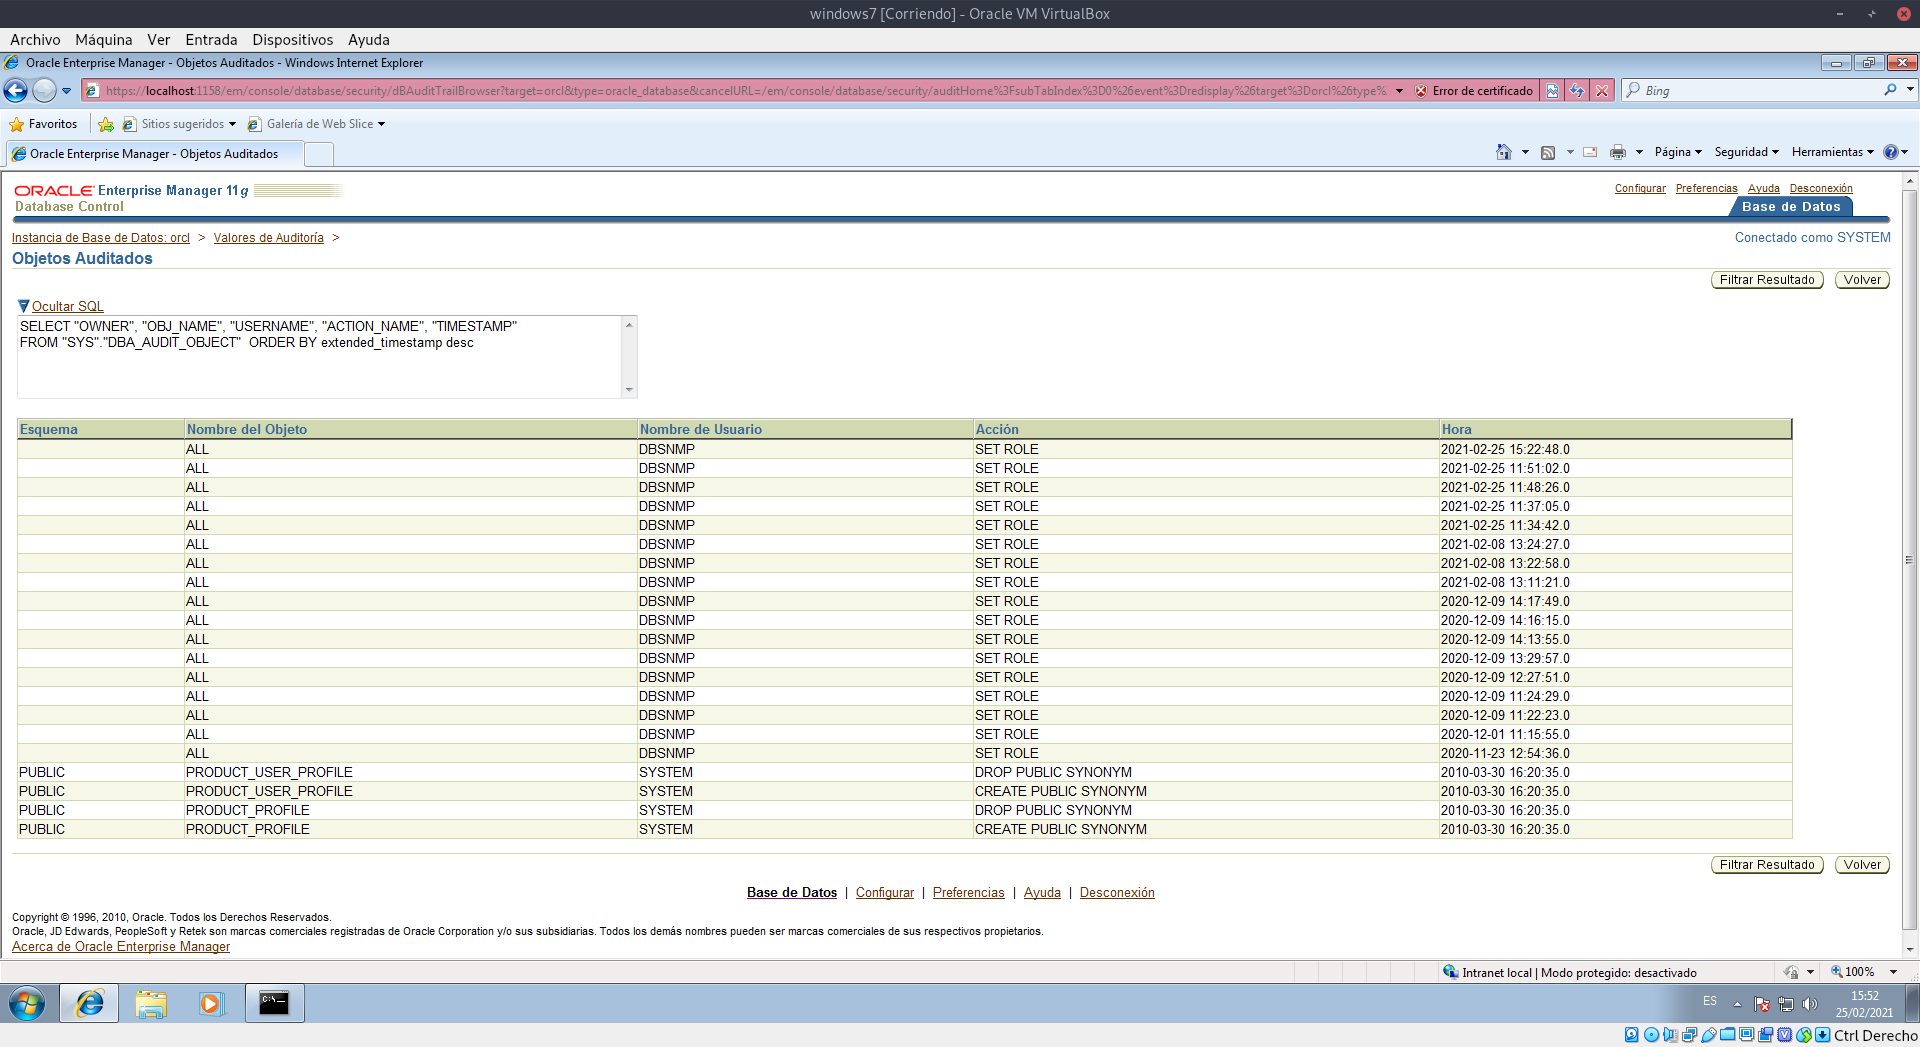 windows7 [Corriendo] - Oracle VM VirtualBox
Archivo Máquina Ver Entrada Dispositivos Ayuda
Oracle Enterprise Manager - Objetos Auditados - Windows Internet Explorer
https://localhost:1158/em/console/database/security/dBAuditTrailBrowser?target=orcl&type=oracle_database&cancelURL=/em/console/database/security/auditHome%3FsubTabIndex%3D0%26event%3Dredisplay%26target%3Dorcl%26type%. Error de certificado Bing
Favoritos Sitios sugeridos Galería de Web Slice
Oracle Enterprise Manager - Objetos Auditados Página Seguridad Herramientas
ORACLE Enterprise Manager 11g
Database Control
Configurar Preferencias Ayuda Desconexión
Base de Datos
Instancia de Base de Datos: orcl > Valores de Auditoría >
Conectado como SYSTEM
Objetos Auditados
Filtrar Resultado Volver
Ocultar SQL
SELECT "OWNER", "OBJ_NAME", "USERNAME", "ACTION_NAME", "TIMESTAMP"
FROM "SYS"."DBA_AUDIT_OBJECT" ORDER BY extended_timestamp desc
Esquema Nombre del Objeto Nombre de Usuario Acción Hora
ALL DBSNMP SET ROLE 2021-02-25 15:22:48.0
ALL DBSNMP SET ROLE 2021-02-25 11:51:02.0
ALL DBSNMP SET ROLE 2021-02-25 11:48:26.0
ALL DBSNMP SET ROLE 2021-02-25 11:37:05.0
ALL DBSNMP SET ROLE 2021-02-25 11:34:42.0
ALL DBSNMP SET ROLE 2021-02-08 13:24:27.0
ALL DBSNMP SET ROLE 2021-02-08 13:22:58.0
ALL DBSNMP SET ROLE 2021-02-08 13:11:21.0
ALL DBSNMP SET ROLE 2020-12-09 14:17:49.0
ALL DBSNMP SET ROLE 2020-12-09 14:16:15.0
ALL DBSNMP SET ROLE 2020-12-09 14:13:55.0
ALL DBSNMP SET ROLE 2020-12-09 13:29:57.0
ALL DBSNMP SET ROLE 2020-12-09 12:27:51.0
ALL DBSNMP SET ROLE 2020-12-09 11:24:29.0
ALL DBSNMP SET ROLE 2020-12-09 11:22:23.0
ALL DBSNMP SET ROLE 2020-12-01 11:15:55.0
ALL DBSNMP SET ROLE 2020-11-23 12:54:36.0
PUBLIC PRODUCT_USER_PROFILE SYSTEM DROP PUBLIC SYNONYM 2010-03-30 16:20:35.0
PUBLIC PRODUCT_USER_PROFILE SYSTEM CREATE PUBLIC SYNONYM 2010-03-30 16:20:35.0
PUBLIC PRODUCT_PROFILE SYSTEM DROP PUBLIC SYNONYM 2010-03-30 16:20:35.0
PUBLIC PRODUCT_PROFILE SYSTEM CREATE PUBLIC SYNONYM 2010-03-30 16:20:35.0
Filtrar Resultado Volver
Base de Datos | Configurar | Preferencias | Ayuda | Desconexión
Copyright © 1996, 2010, Oracle. Todos los Derechos Reservados.
Oracle, JD Edwards, PeopleSoft y Retek son marcas comerciales registradas de Oracle Corporation y/o sus subsidiarias. Todos los demás nombres pueden ser marcas comerciales de sus respectivos propietarios.
Acerca de Oracle Enterprise Manager
Intranet local | Modo protegido: desactivado 100%
ES 15:52
25/02/2021
Ctrl Derecho